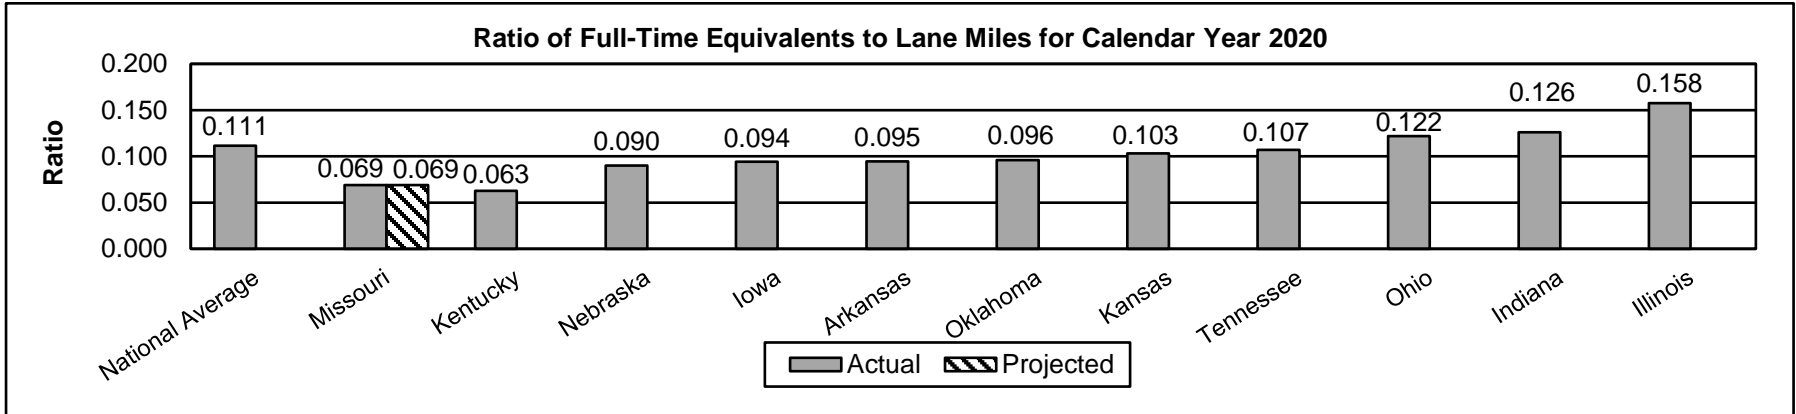 Ratio of Full-Time Equivalents to Lane Miles for Calendar Year 2020
Ratio
0.200
0.150
0.100
0.050
0.000
0.111
0.069
0.069
0.063
0.090
0.094
0.095
0.096
0.103
0.107
0.122
0.126
0.158
National Average
Missouri
Kentucky
Nebraska
Iowa
Arkansas
Oklahoma
Kansas
Tennessee
Ohio
Indiana
Illinois
Actual
Projected